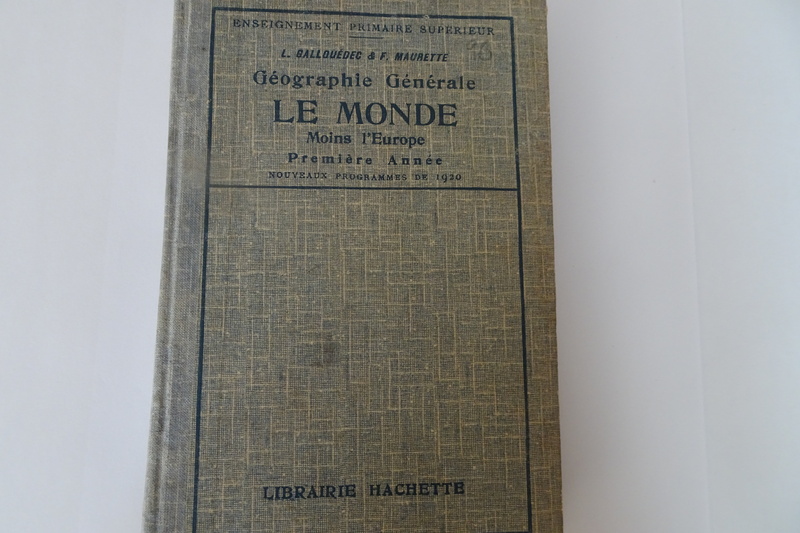 ENSEIGNEMENT PRIMAIRE SUPÉRIEUR
L. GALLOUÉDEC & F. MAURETTE
Géographie Générale
LE MONDE
Moins l'Europe
Première Année
NOUVEAUX PROGRAMMES DE 1920
LIBRAIRIE HACHETTE